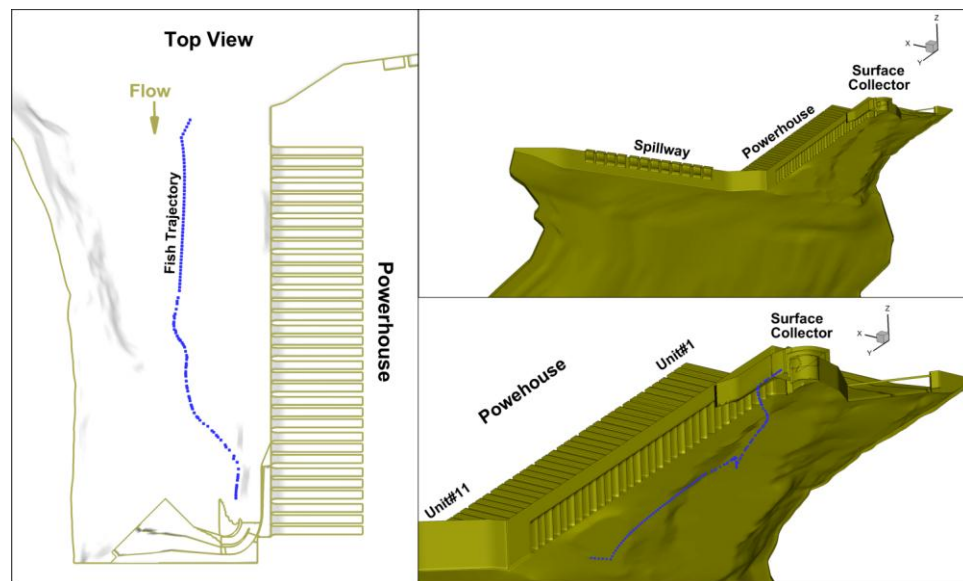 Top View
Flow
Fish Trajectory
Powerhouse
Z
X
Y
Surface
Collector
Powerhouse
Spillway
Z
X
Y
Surface
Collector
Unit#1
Powehouse
Unit#11